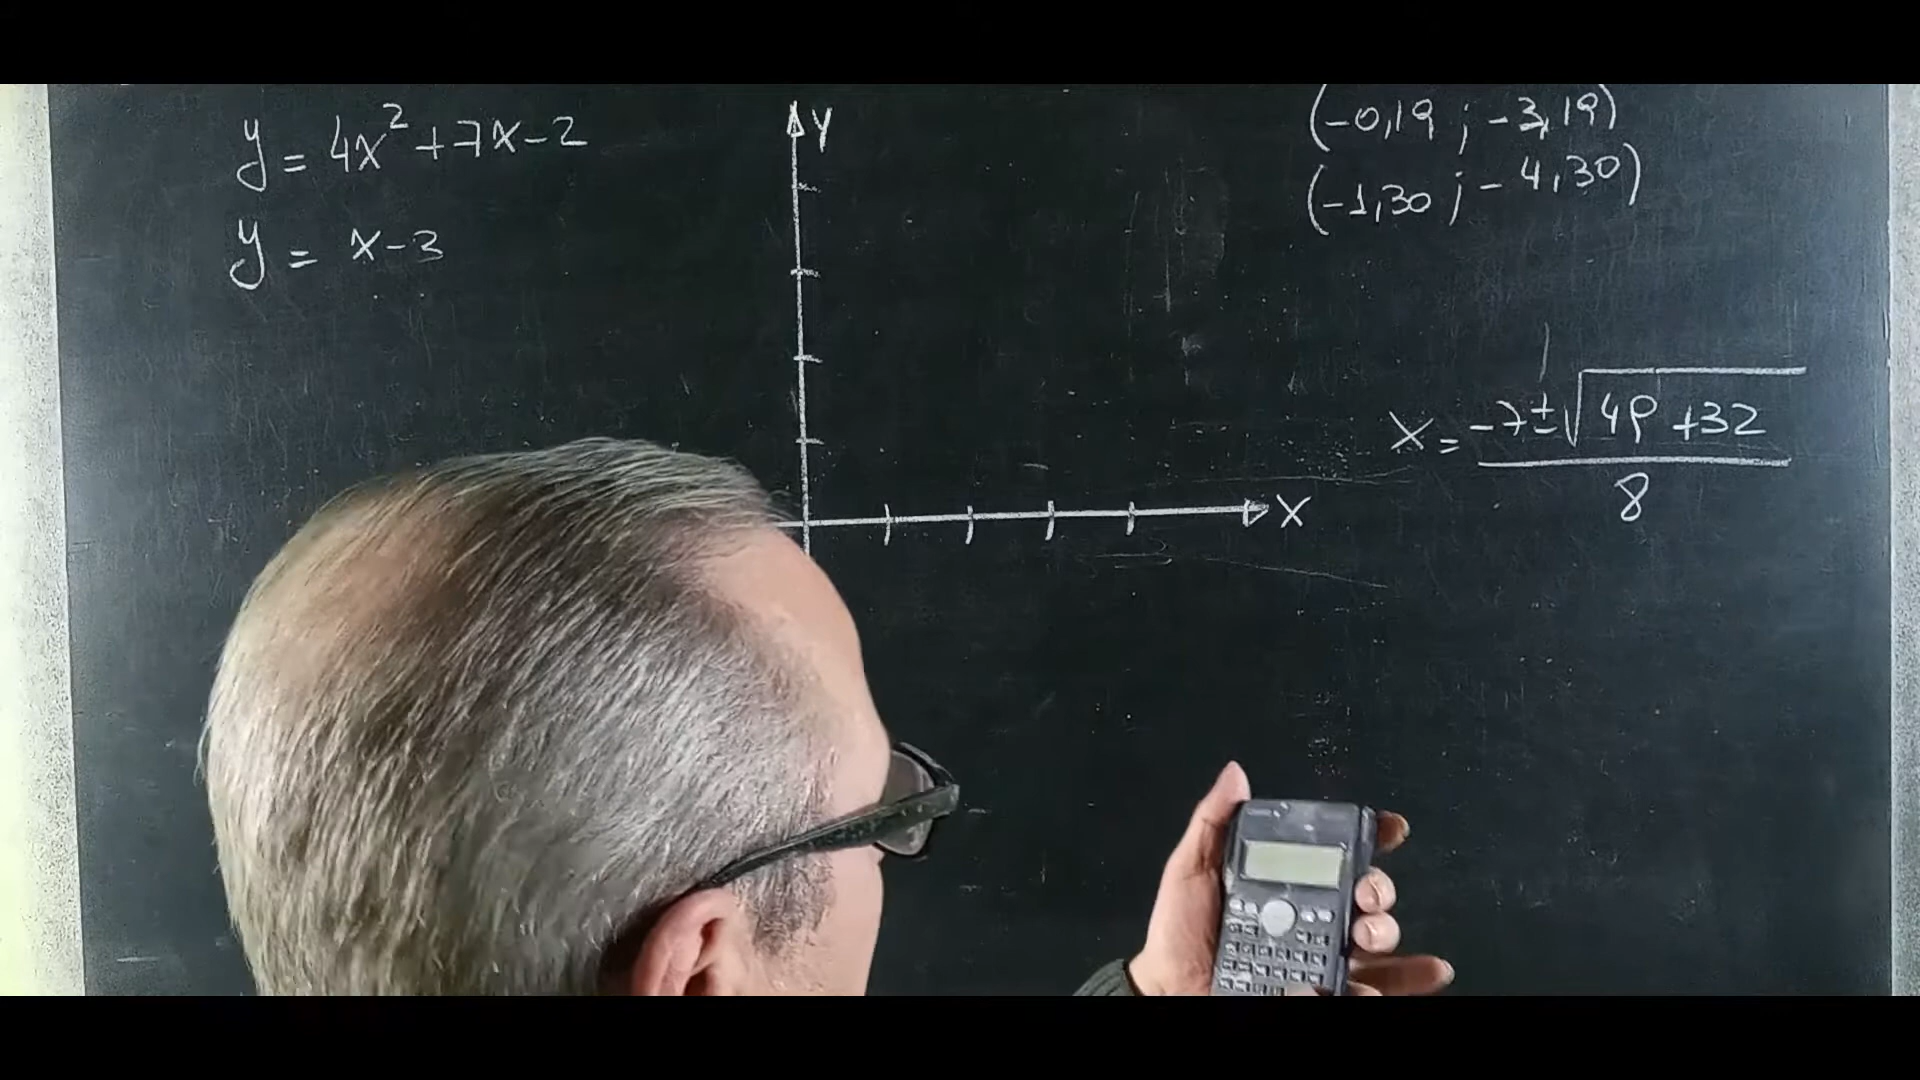 y = 4x² + 7x - 2
y = x - 3
Y
X
(-0,19 ; -3,19)
(-1,30 ; -4,30)
x = -7 ± √49 + 32
8